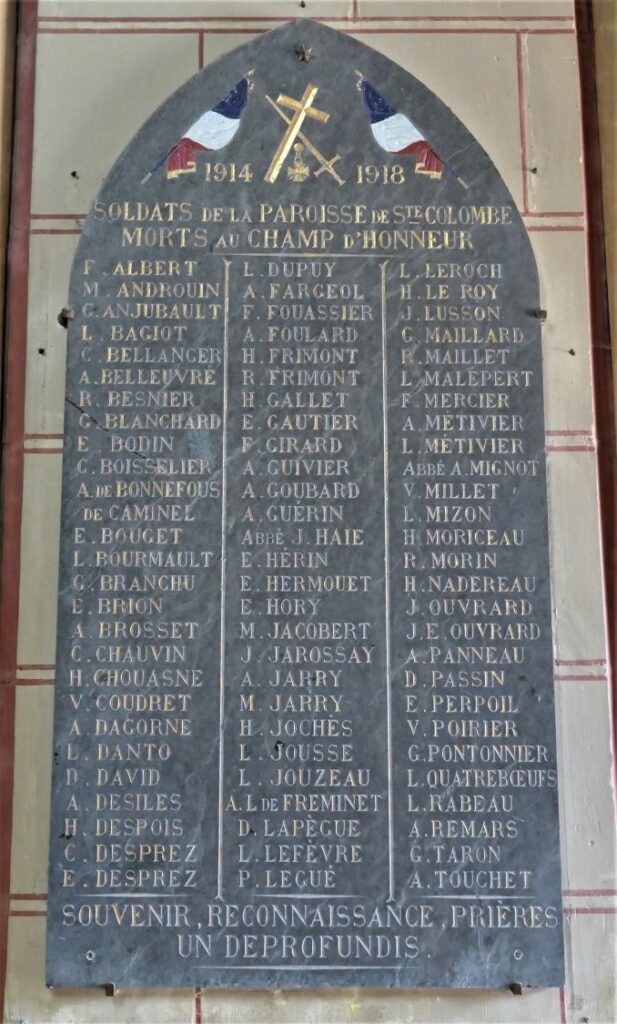 1914 1918
SOLDATS DE LA PAROISSE DE STE COLOMBE
MORTS AU CHAMP D'HONNEUR
F. ALBERT
M. ANDROUIN
G. ANJUBAULT
L. BAGIOT
C. BELLANGER
A. BELLEUVRE
R. BESNIER
G. BLANCHARD
E. BODIN
C. BOISSELIER
A. DE BONNEFOUS
DE CAMINEL
E. BOUGET
L. BOURMAULT
G. BRANCHU
E. BRION
A. BROSSET
C. CHAUVIN
H. CHOUASNE
V. COUDRET
A. DAGORNE
L. DANTO
D. DAVID
A. DESILES
H. DESPOIS
C. DESPREZ
E. DESPREZ
L. DUPUY
A. FARGEOL
F. FOUASSIER
A. FOULARD
H. FRIMONT
R. FRIMONT
H. GALLET
E. GAUTIER
F. GIRARD
A. GUIVIER
A. GOUBARD
A. GUÉRIN
ABBÉ J. HAIE
E. HÉRIN
E. HERMOUET
E. HORY
M. JACOBERT
J. JAROSSAY
A. JARRY
M. JARRY
H. JOCHÈS
L. JOUSSE
L. JOUZEAU
A. L. DE FREMINET
D. LAPÈGUE
L. LEFÈVRE
P. LEGUÉ
L. LEROCH
H. LE ROY
J. LUSSON
G. MAILLARD
R. MAILLET
L. MALÉPERT
F. MERCIER
A. MÉTIVIER
L. MÉTIVIER
ABBÉ A. MIGNOT
V. MILLET
L. MIZON
H. MORICEAU
R. MORIN
H. NADEREAU
J. OUVRARD
J. E. OUVRARD
A. PANNEAU
D. PASSIN
E. PERPOIL
V. POIRIER
G. PONTONNIER
L. QUATREBŒUFS
L. RABEAU
A. REMARS
G. TARON
A. TOUCHET
SOUVENIR, RECONNAISSANCE, PRIÈRES
UN DEPROFUNDIS.